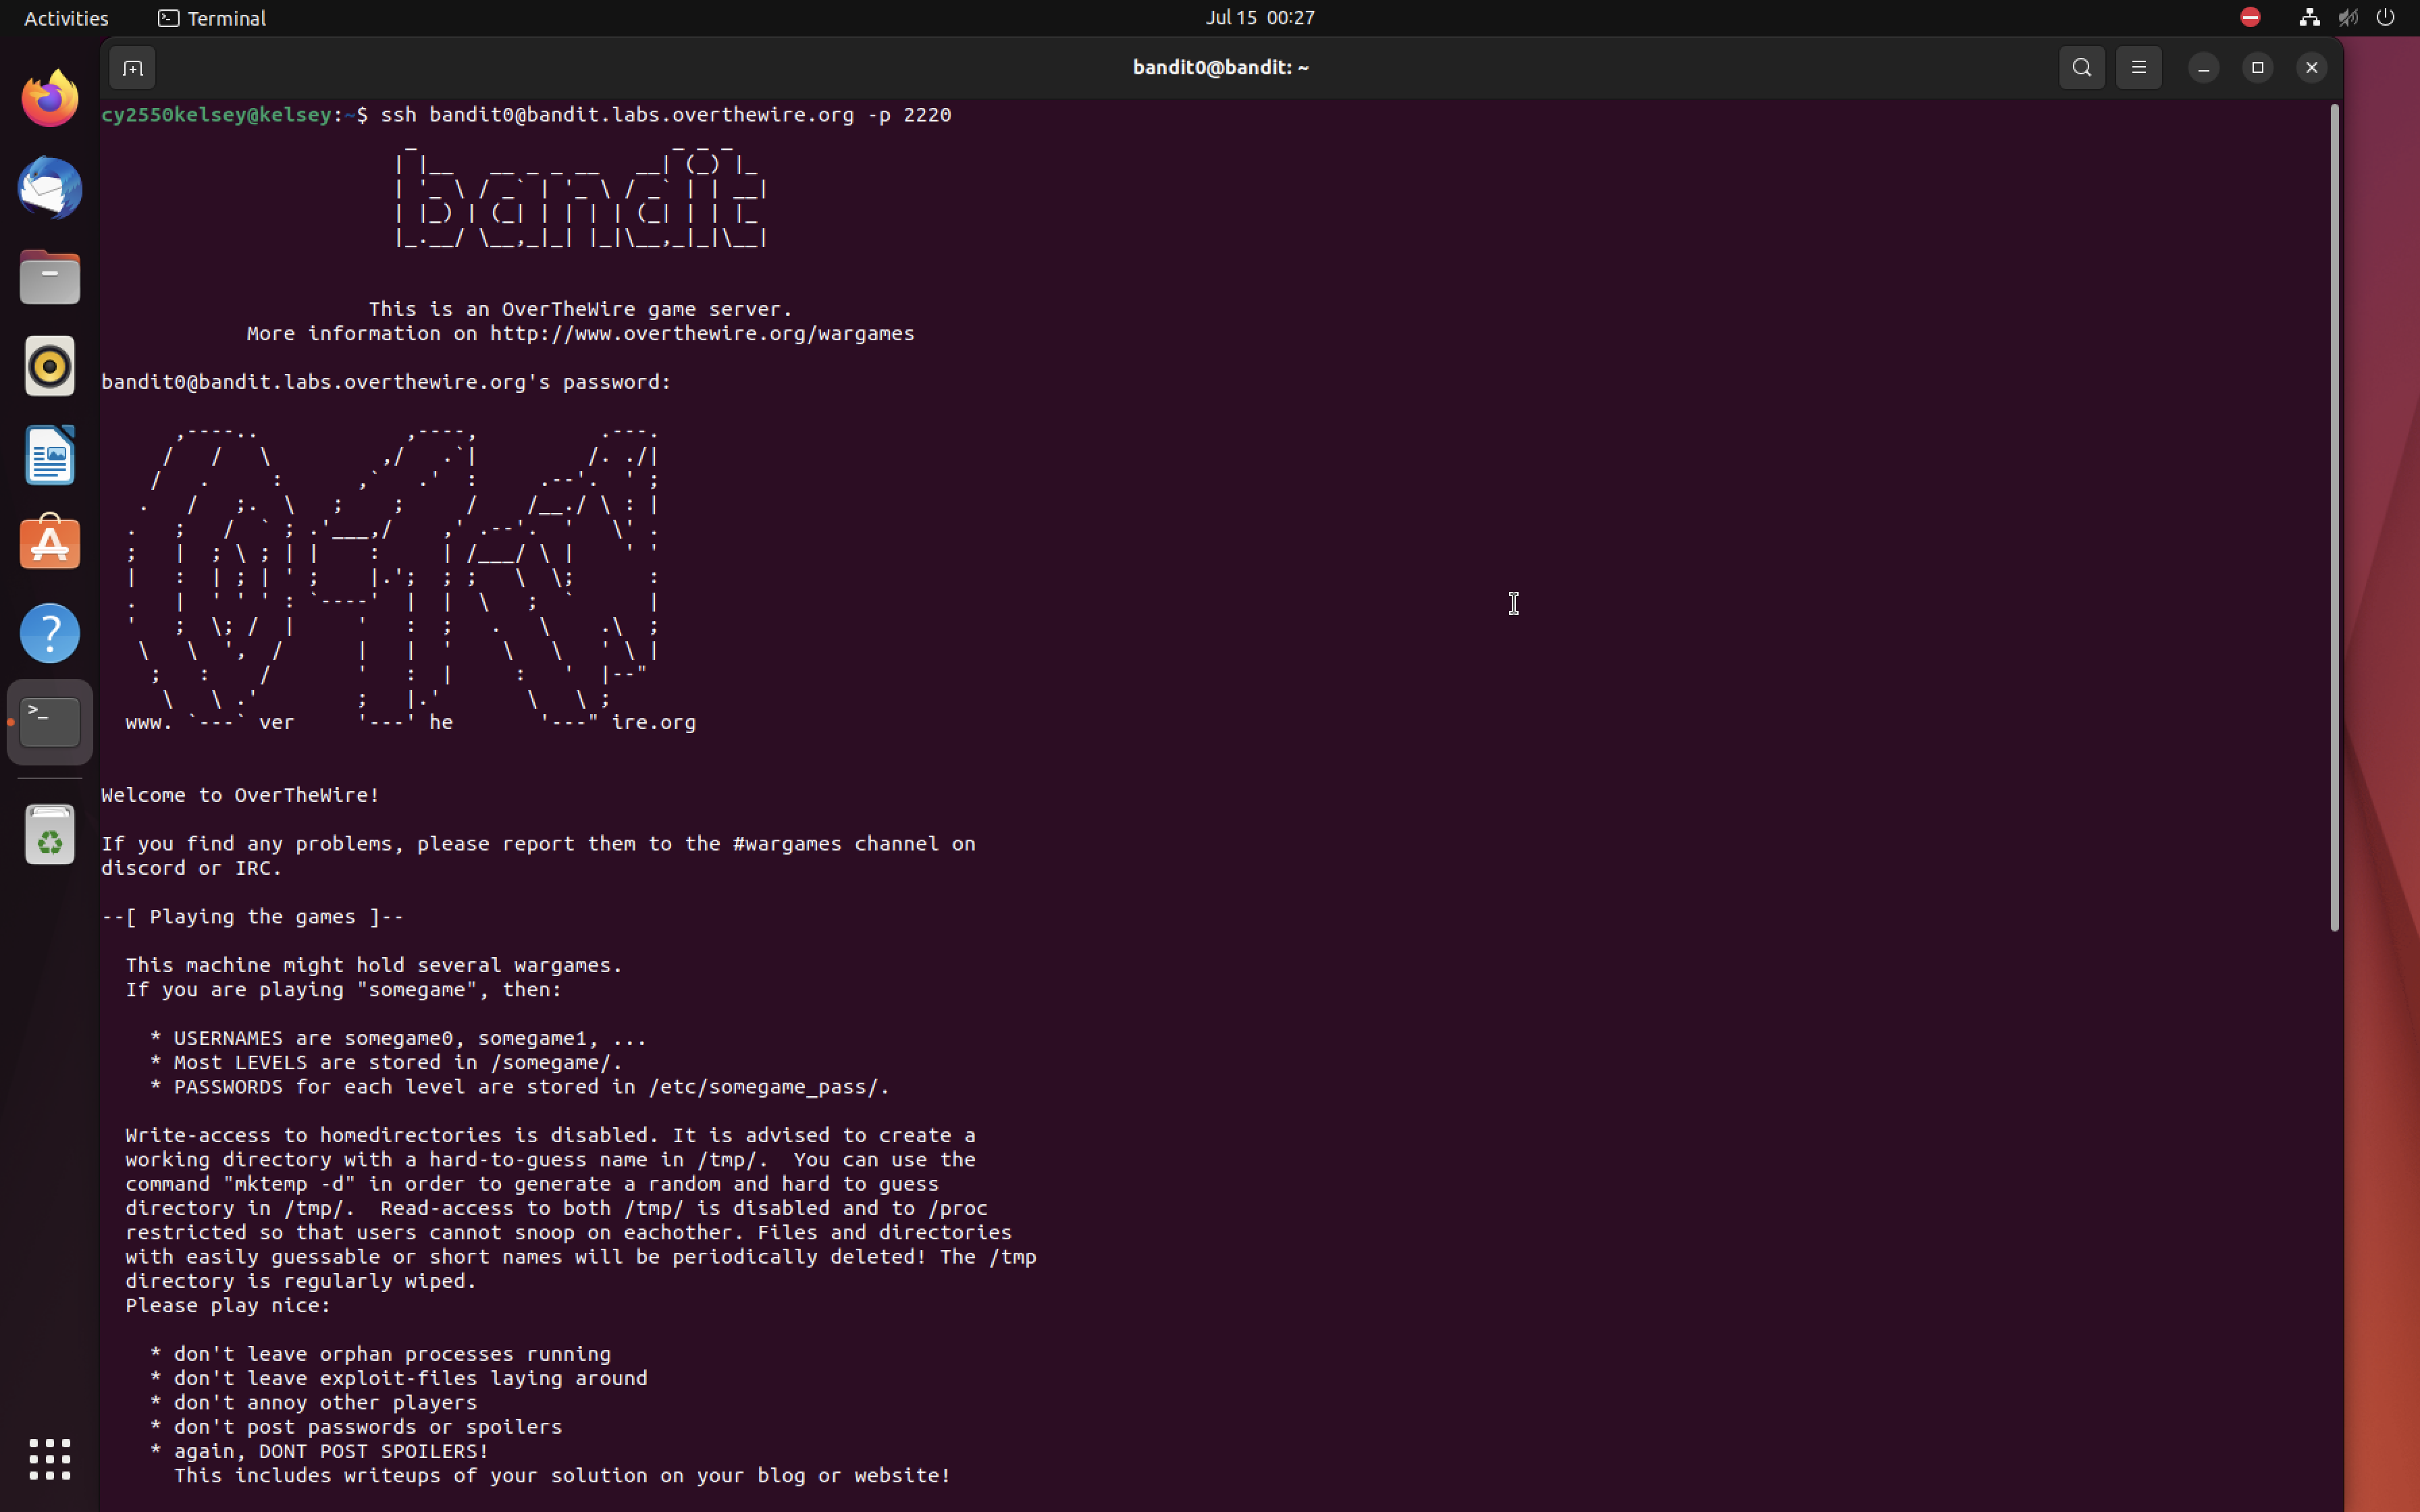 Activities Terminal Jul 15 00:27
bandit0@bandit: ~
cy2550kelsey@kelsey:~$ ssh bandit0@bandit.labs.overthewire.org -p 2220
bandit
This is an OverTheWire game server.
More information on http://www.overthewire.org/wargames
bandit0@bandit.labs.overthewire.org's password:
www. `---` ver '---' he '---" ire.org
Welcome to OverTheWire!
If you find any problems, please report them to the #wargames channel on
discord or IRC.
--[ Playing the games ]--
This machine might hold several wargames.
If you are playing "somegame", then:
* USERNAMES are somegame0, somegame1, ...
* Most LEVELS are stored in /somegame/.
* PASSWORDS for each level are stored in /etc/somegame_pass/.
Write-access to homedirectories is disabled. It is advised to create a
working directory with a hard-to-guess name in /tmp/.  You can use the
command "mktemp -d" in order to generate a random and hard to guess
directory in /tmp/.  Read-access to both /tmp/ is disabled and to /proc
restricted so that users cannot snoop on eachother. Files and directories
with easily guessable or short names will be periodically deleted! The /tmp
directory is regularly wiped.
Please play nice:
* don't leave orphan processes running
* don't leave exploit-files laying around
* don't annoy other players
* don't post passwords or spoilers
* again, DONT POST SPOILERS!
This includes writeups of your solution on your blog or website!